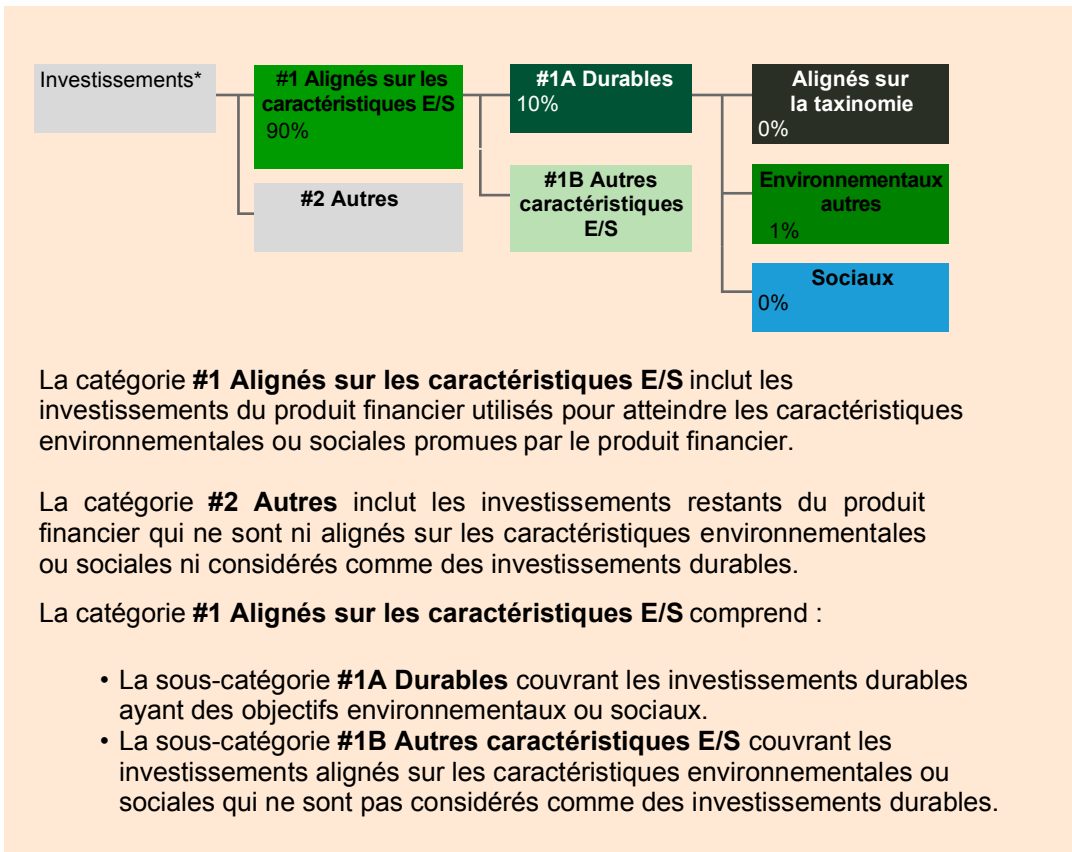 Investissements*
#1 Alignés sur les
caractéristiques E/S
90%
#2 Autres
#1A Durables
10%
#1B Autres
caractéristiques
E/S
Alignés sur
la taxinomie
0%
Environnementaux
autres
1%
Sociaux
0%
La catégorie #1 Alignés sur les caractéristiques E/S inclut les
investissements du produit financier utilisés pour atteindre les caractéristiques
environnementales ou sociales promues par le produit financier.
La catégorie #2 Autres inclut les investissements restants du produit
financier qui ne sont ni alignés sur les caractéristiques environnementales
ou sociales ni considérés comme des investissements durables.
La catégorie #1 Alignés sur les caractéristiques E/S comprend :
• La sous-catégorie #1A Durables couvrant les investissements durables
ayant des objectifs environnementaux ou sociaux.
• La sous-catégorie #1B Autres caractéristiques E/S couvrant les
investissements alignés sur les caractéristiques environnementales ou
sociales qui ne sont pas considérés comme des investissements durables.